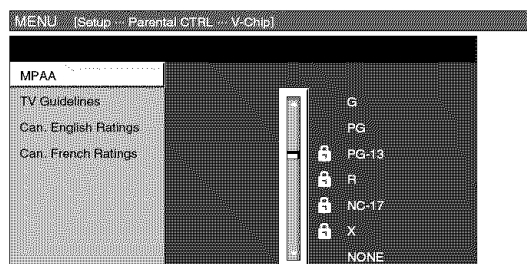 MENU [Setup ··· Parental CTRL ··· V-Chip]
MPAA
TV Guidelines
Can. English Ratings
Can. French Ratings
G
PG
PG-13
R
NC-17
X
NONE